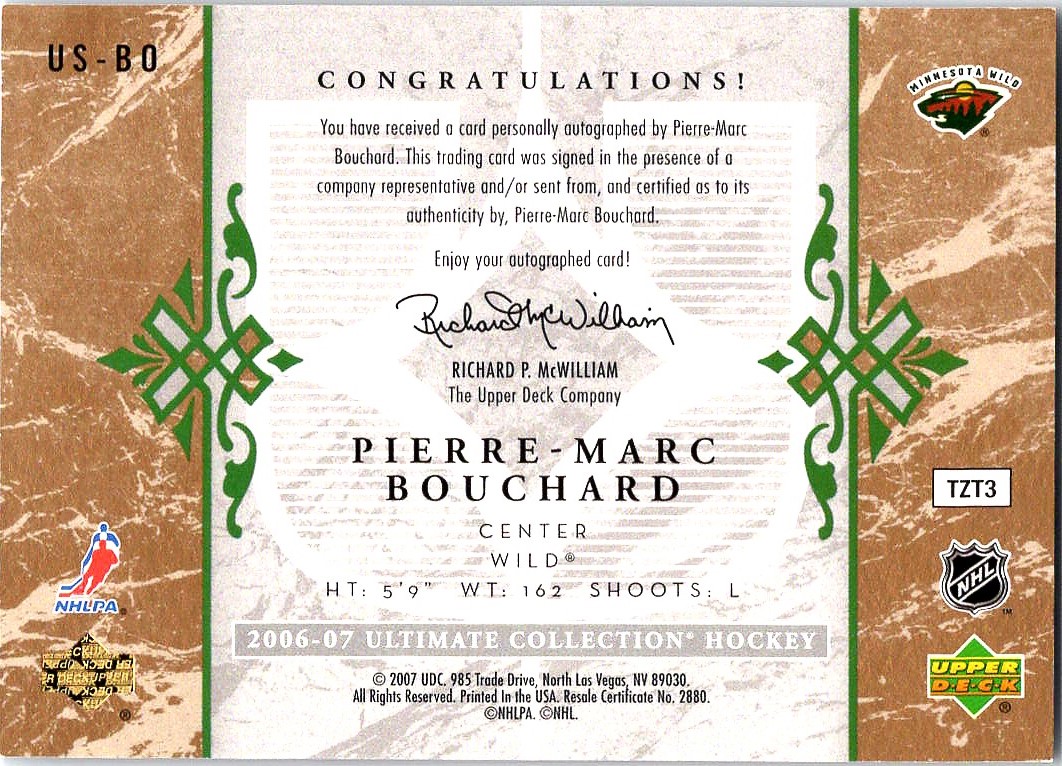 US-BO
MINNESOTA WILD
®
CONGRATULATIONS!
You have received a card personally autographed by Pierre-Marc
Bouchard. This trading card was signed in the presence of a
company representative and/or sent from, and certified as to its
authenticity by, Pierre-Marc Bouchard.
Enjoy your autographed card!
Richard McWilliam
RICHARD P. McWILLIAM
The Upper Deck Company
PIERRE-MARC
BOUCHARD
CENTER
WILD®
HT: 5'9" WT: 162 SHOOTS: L
2006-07 ULTIMATE COLLECTION® HOCKEY
© 2007 UDC. 985 Trade Drive, North Las Vegas, NV 89030.
All Rights Reserved. Printed In the USA. Resale Certificate No. 2880.
©NHLPA. ©NHL.
NHLPA
®
TZT3
NHL
TM
UPPER
DECK
®